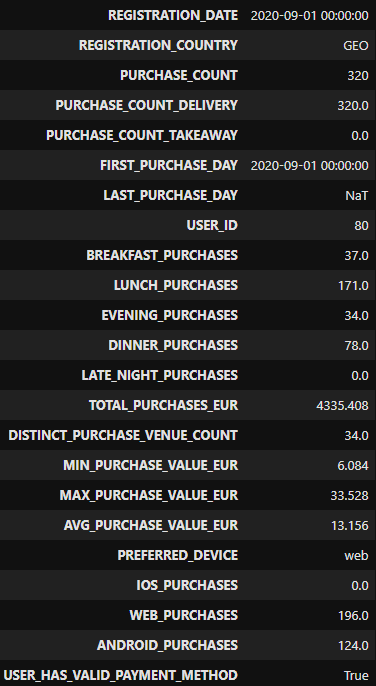 REGISTRATION_DATE 2020-09-01 00:00:00
REGISTRATION_COUNTRY GEO
PURCHASE_COUNT 320
PURCHASE_COUNT_DELIVERY 320.0
PURCHASE_COUNT_TAKEAWAY 0.0
FIRST_PURCHASE_DAY 2020-09-01 00:00:00
LAST_PURCHASE_DAY NaT
USER_ID 80
BREAKFAST_PURCHASES 37.0
LUNCH_PURCHASES 171.0
EVENING_PURCHASES 34.0
DINNER_PURCHASES 78.0
LATE_NIGHT_PURCHASES 0.0
TOTAL_PURCHASES_EUR 4335.408
DISTINCT_PURCHASE_VENUE_COUNT 34.0
MIN_PURCHASE_VALUE_EUR 6.084
MAX_PURCHASE_VALUE_EUR 33.528
AVG_PURCHASE_VALUE_EUR 13.156
PREFERRED_DEVICE web
IOS_PURCHASES 0.0
WEB_PURCHASES 196.0
ANDROID_PURCHASES 124.0
USER_HAS_VALID_PAYMENT_METHOD True